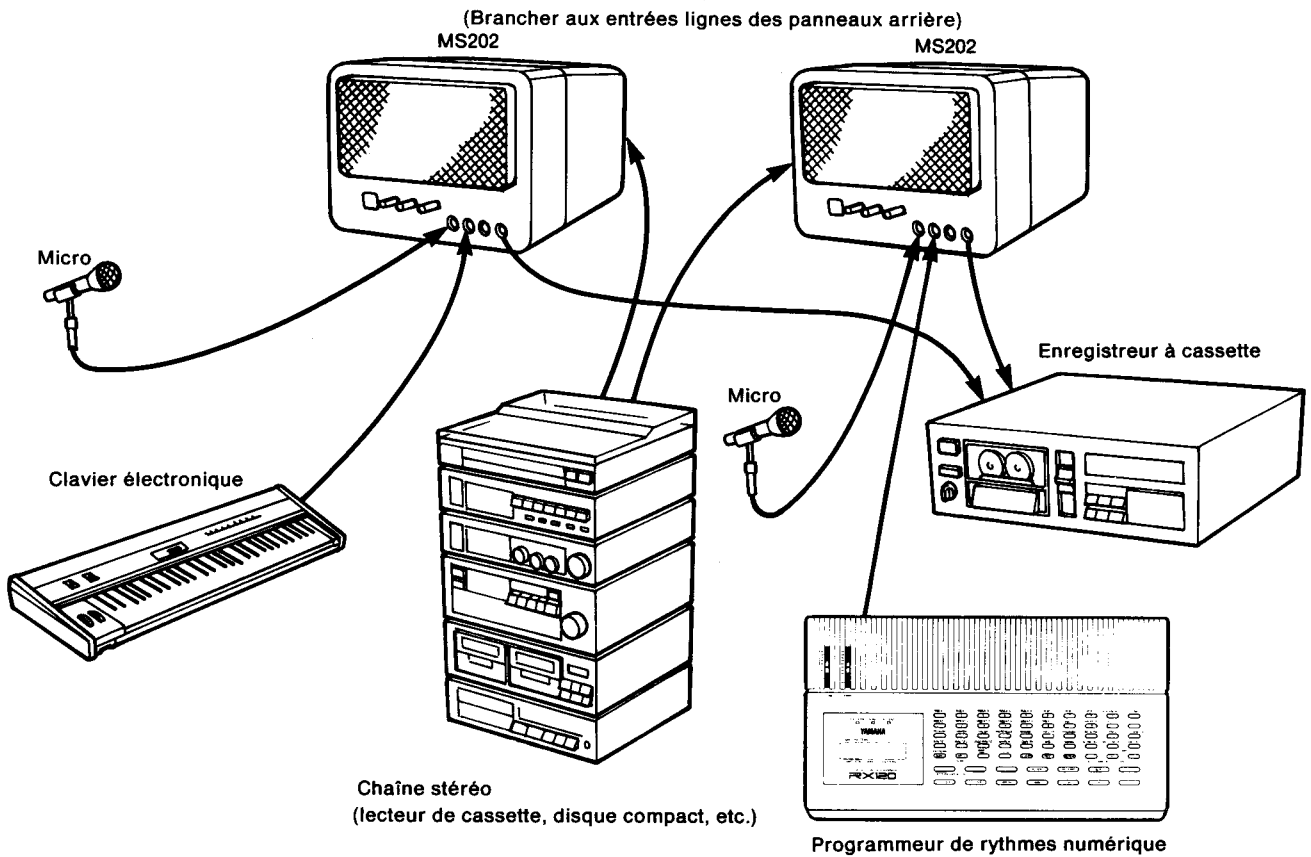 (Brancher aux entrées lignes des panneaux arrière)
MS202
MS202
Micro
Enregistreur à cassette
Micro
Clavier électronique
YAMAHA
RX120
Chaîne stéréo
(lecteur de cassette, disque compact, etc.)
Programmeur de rythmes numérique